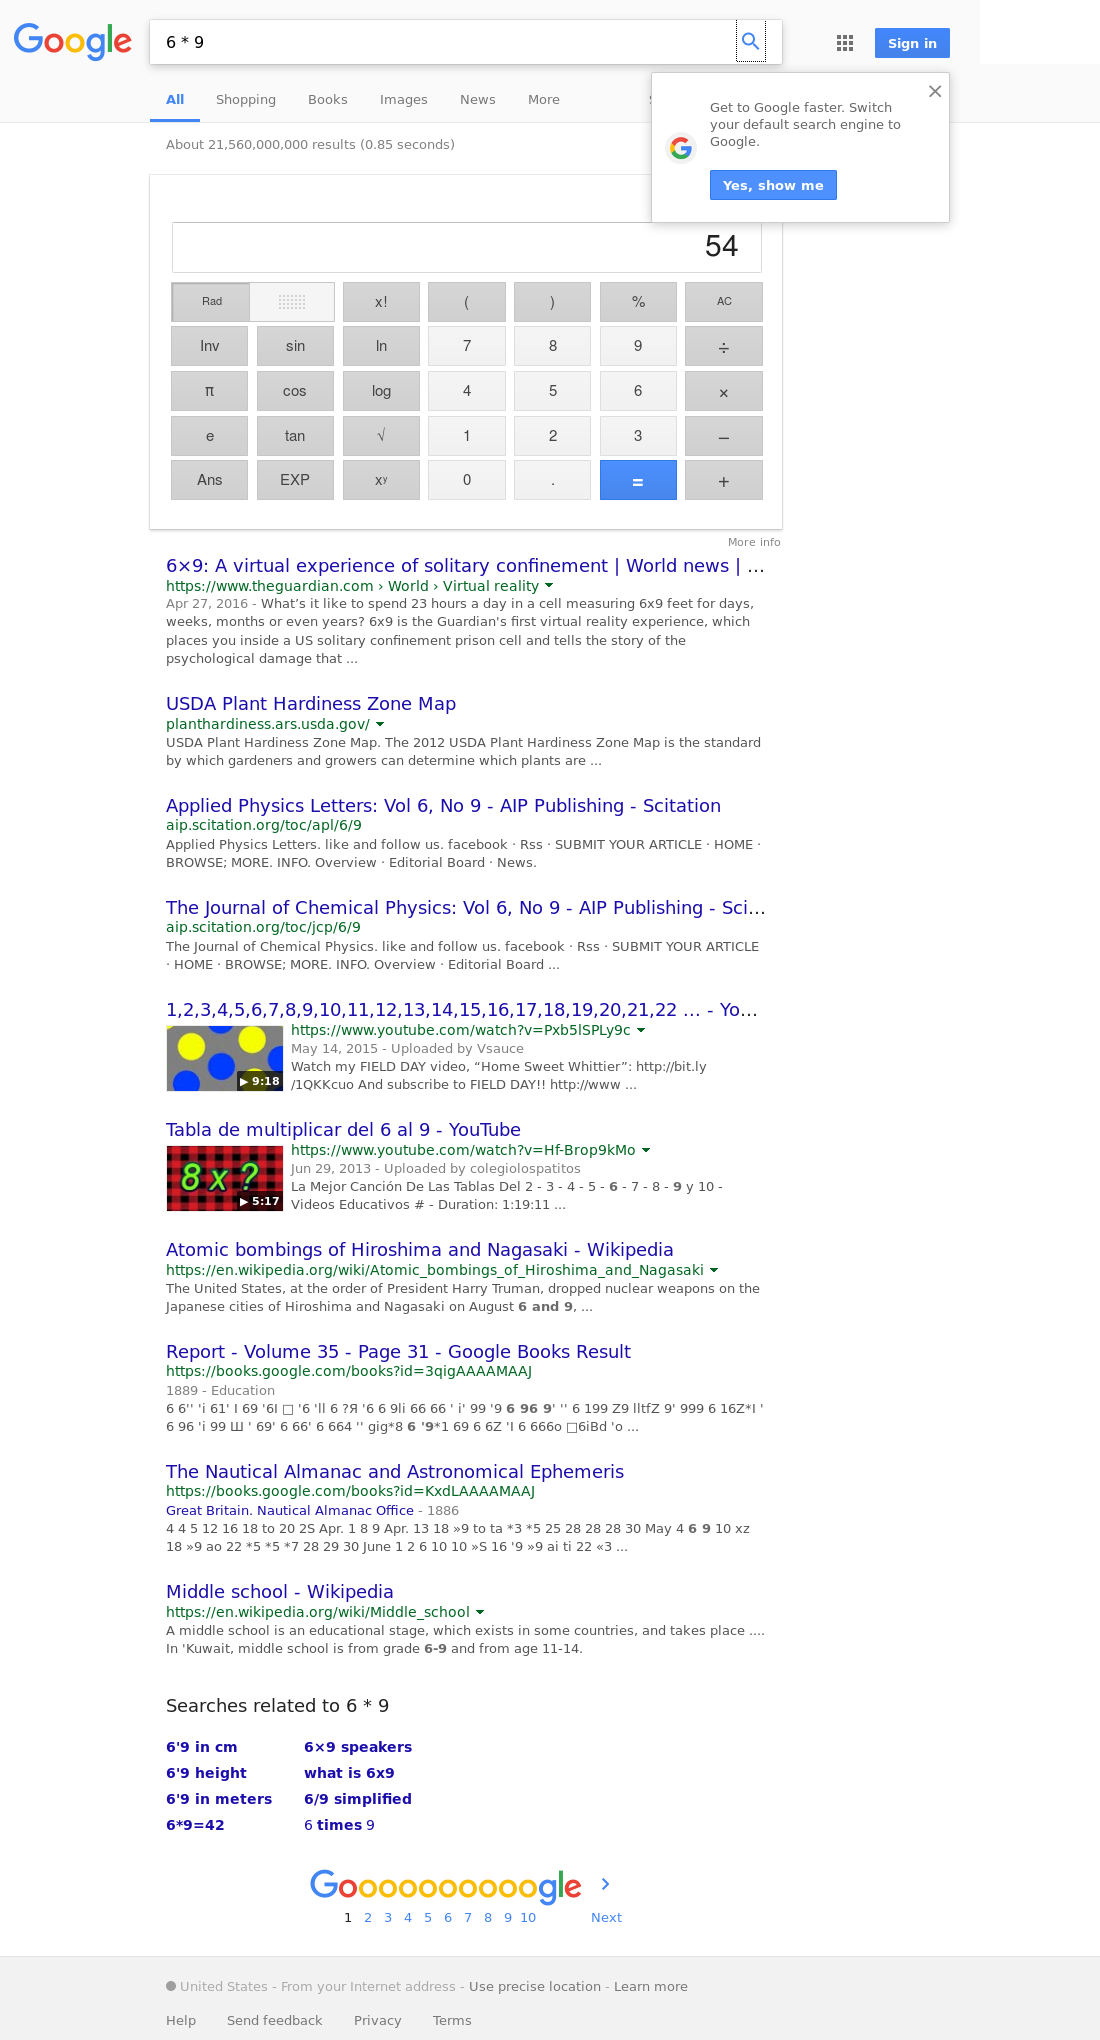 Google
6 * 9
Sign in
All Shopping Books Images News More
Get to Google faster. Switch
your default search engine to
Google.
Yes, show me
About 21,560,000,000 results (0.85 seconds)
54
Rad x! ( ) % AC
Inv sin ln 7 8 9 ÷
π cos log 4 5 6 ×
e tan √ 1 2 3 −
Ans EXP xʸ 0 . = +
More info
6×9: A virtual experience of solitary confinement | World news | ...
https://www.theguardian.com › World › Virtual reality
Apr 27, 2016 - What’s it like to spend 23 hours a day in a cell measuring 6x9 feet for days,
weeks, months or even years? 6x9 is the Guardian's first virtual reality experience, which
places you inside a US solitary confinement prison cell and tells the story of the
psychological damage that ...
USDA Plant Hardiness Zone Map
planthardiness.ars.usda.gov/
USDA Plant Hardiness Zone Map. The 2012 USDA Plant Hardiness Zone Map is the standard
by which gardeners and growers can determine which plants are ...
Applied Physics Letters: Vol 6, No 9 - AIP Publishing - Scitation
aip.scitation.org/toc/apl/6/9
Applied Physics Letters. like and follow us. facebook · Rss · SUBMIT YOUR ARTICLE · HOME ·
BROWSE; MORE. INFO. Overview · Editorial Board · News.
The Journal of Chemical Physics: Vol 6, No 9 - AIP Publishing - Sci...
aip.scitation.org/toc/jcp/6/9
The Journal of Chemical Physics. like and follow us. facebook · Rss · SUBMIT YOUR ARTICLE
· HOME · BROWSE; MORE. INFO. Overview · Editorial Board ...
1,2,3,4,5,6,7,8,9,10,11,12,13,14,15,16,17,18,19,20,21,22 ... - Yo...
https://www.youtube.com/watch?v=Pxb5lSPLy9c
May 14, 2015 - Uploaded by Vsauce
Watch my FIELD DAY video, “Home Sweet Whittier”: http://bit.ly
/1QKKcuo And subscribe to FIELD DAY!! http://www ...
9:18
Tabla de multiplicar del 6 al 9 - YouTube
https://www.youtube.com/watch?v=Hf-Brop9kMo
Jun 29, 2013 - Uploaded by colegiolospatitos
La Mejor Canción De Las Tablas Del 2 - 3 - 4 - 5 - 6 - 7 - 8 - 9 y 10 -
Videos Educativos # - Duration: 1:19:11 ...
8 x ?
5:17
Atomic bombings of Hiroshima and Nagasaki - Wikipedia
https://en.wikipedia.org/wiki/Atomic_bombings_of_Hiroshima_and_Nagasaki
The United States, at the order of President Harry Truman, dropped nuclear weapons on the
Japanese cities of Hiroshima and Nagasaki on August 6 and 9, ...
Report - Volume 35 - Page 31 - Google Books Result
https://books.google.com/books?id=3qigAAAAMAAJ
1889 - Education
6 6'' 'i 61' I 69 '6I □ '6 'll 6 ?Я '6 6 9li 66 66 ' i' 99 '9 6 96 9' '' 6 199 Z9 lltfZ 9' 999 6 16Z*I '
6 96 'i 99 Ш ' 69' 6 66' 6 664 '' gig*8 6 '9*1 69 6 6Z 'I 6 666o □6iBd 'o ...
The Nautical Almanac and Astronomical Ephemeris
https://books.google.com/books?id=KxdLAAAAMAAJ
Great Britain. Nautical Almanac Office - 1886
4 4 5 12 16 18 to 20 2S Apr. 1 8 9 Apr. 13 18 »9 to ta *3 *5 25 28 28 28 30 May 4 6 9 10 xz
18 »9 ao 22 *5 *5 *7 28 29 30 June 1 2 6 10 10 »S 16 '9 »9 ai ti 22 «3 ...
Middle school - Wikipedia
https://en.wikipedia.org/wiki/Middle_school
A middle school is an educational stage, which exists in some countries, and takes place ....
In 'Kuwait, middle school is from grade 6-9 and from age 11-14.
Searches related to 6 * 9
6'9 in cm 6×9 speakers
6'9 height what is 6x9
6'9 in meters 6/9 simplified
6*9=42 6 times 9
Goooooooooogle
1 2 3 4 5 6 7 8 9 10 Next
United States - From your Internet address - Use precise location - Learn more
Help Send feedback Privacy Terms